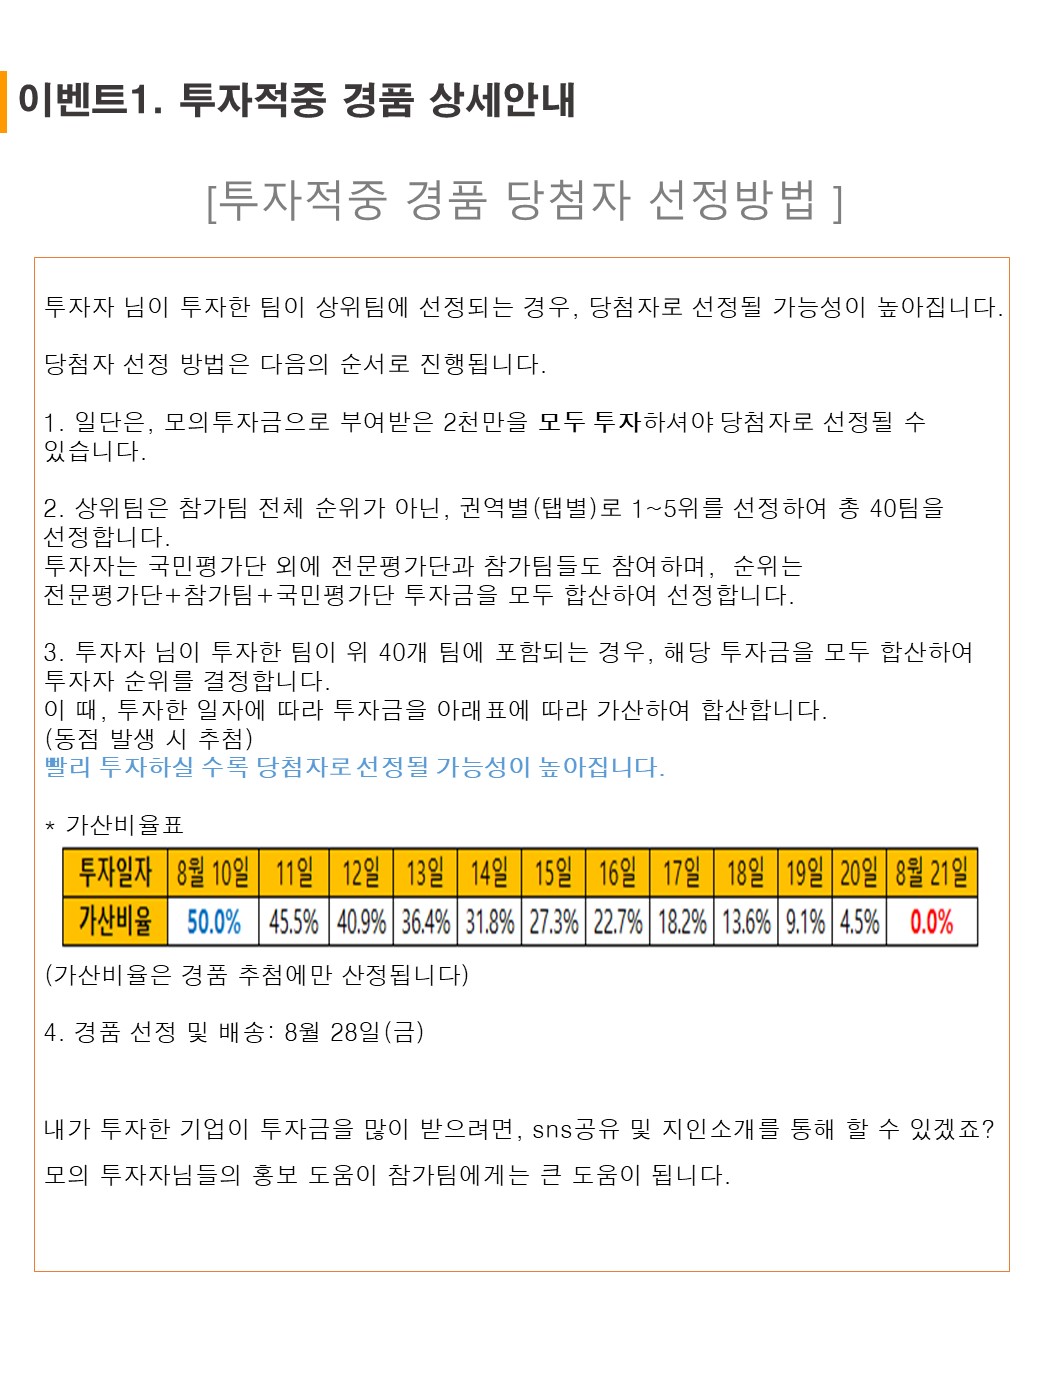 이벤트1. 투자적중 경품 상세안내
[투자적중 경품 당첨자 선정방법 ]
투자자 님이 투자한 팀이 상위팀에 선정되는 경우, 당첨자로 선정될 가능성이 높아집니다.
당첨자 선정 방법은 다음의 순서로 진행됩니다.
1. 일단은, 모의투자금으로 부여받은 2천만을 모두 투자하셔야 당첨자로 선정될 수
있습니다.
2. 상위팀은 참가팀 전체 순위가 아닌, 권역별(탭별)로 1~5위를 선정하여 총 40팀을
선정합니다.
투자자는 국민평가단 외에 전문평가단과 참가팀들도 참여하며, 순위는
전문평가단+참가팀+국민평가단 투자금을 모두 합산하여 선정합니다.
3. 투자자 님이 투자한 팀이 위 40개 팀에 포함되는 경우, 해당 투자금을 모두 합산하여
투자자 순위를 결정합니다.
이 때, 투자한 일자에 따라 투자금을 아래표에 따라 가산하여 합산합니다.
(동점 발생 시 추첨)
빨리 투자하실 수록 당첨자로 선정될 가능성이 높아집니다.
* 가산비율표
투자일자 8월 10일 11일 12일 13일 14일 15일 16일 17일 18일 19일 20일 8월 21일
가산비율 50.0% 45.5% 40.9% 36.4% 31.8% 27.3% 22.7% 18.2% 13.6% 9.1% 4.5% 0.0%
(가산비율은 경품 추첨에만 산정됩니다)
4. 경품 선정 및 배송: 8월 28일(금)
내가 투자한 기업이 투자금을 많이 받으려면, sns공유 및 지인소개를 통해 할 수 있겠죠?
모의 투자자님들의 홍보 도움이 참가팀에게는 큰 도움이 됩니다.